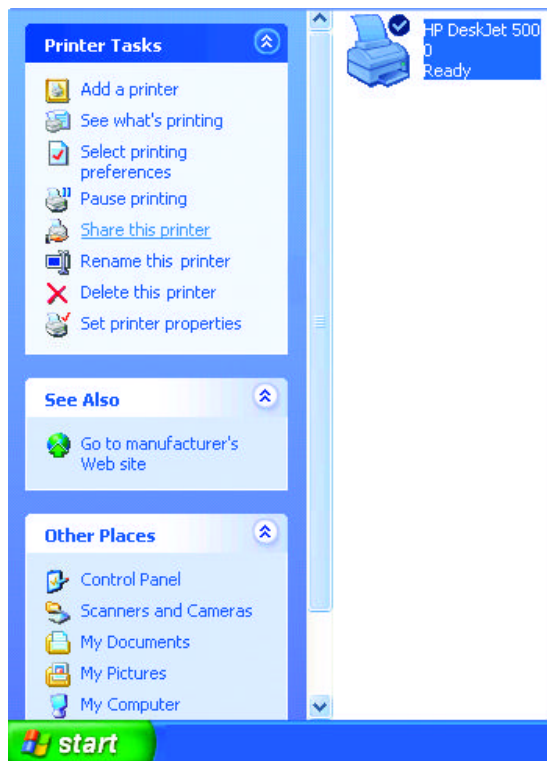 Printer Tasks
Add a printer
See what's printing
Select printing
preferences
Pause printing
Share this printer
Rename this printer
Delete this printer
Set printer properties
See Also
Go to manufacturer's
Web site
Other Places
Control Panel
Scanners and Cameras
My Documents
My Pictures
My Computer
HP DeskJet 500
0
Ready
start